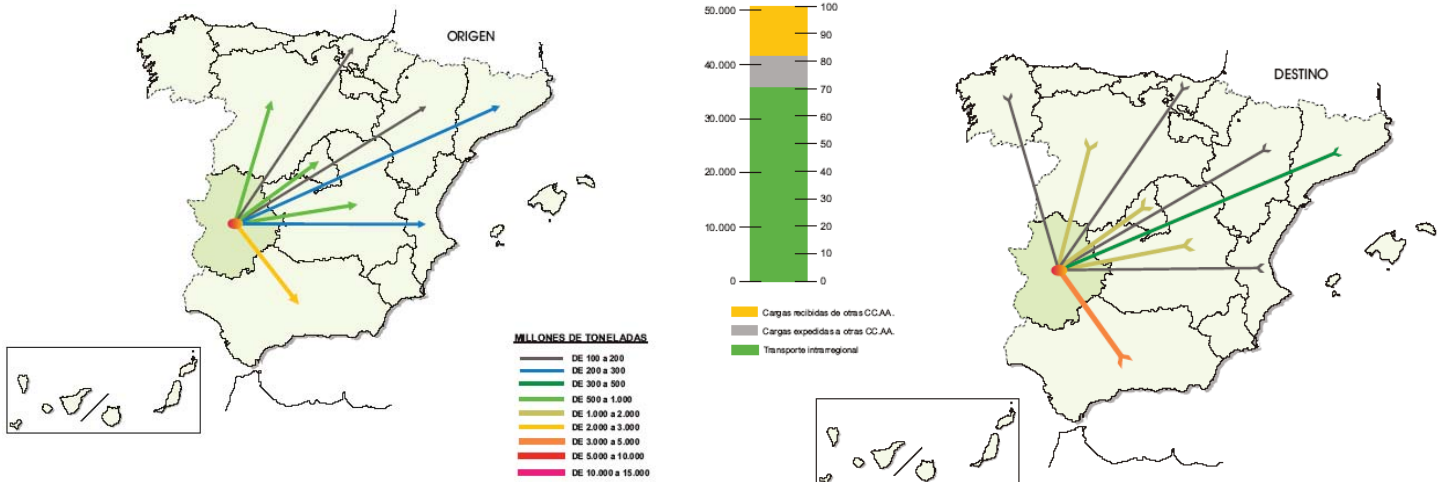 ORIGEN
MILLONES DE TONELADAS
DE 100 a 200
DE 200 a 300
DE 300 a 500
DE 500 a 1.000
DE 1.000 a 2.000
DE 2.000 a 3.000
DE 3.000 a 5.000
DE 5.000 a 10.000
DE 10.000 a 15.000
50.000
40.000
30.000
20.000
10.000
0
100
90
80
70
60
50
40
30
20
10
0
Cargas recibidas de otras CC.AA.
Cargas expedidas a otras CC.AA.
Transporte intrarregional
DESTINO